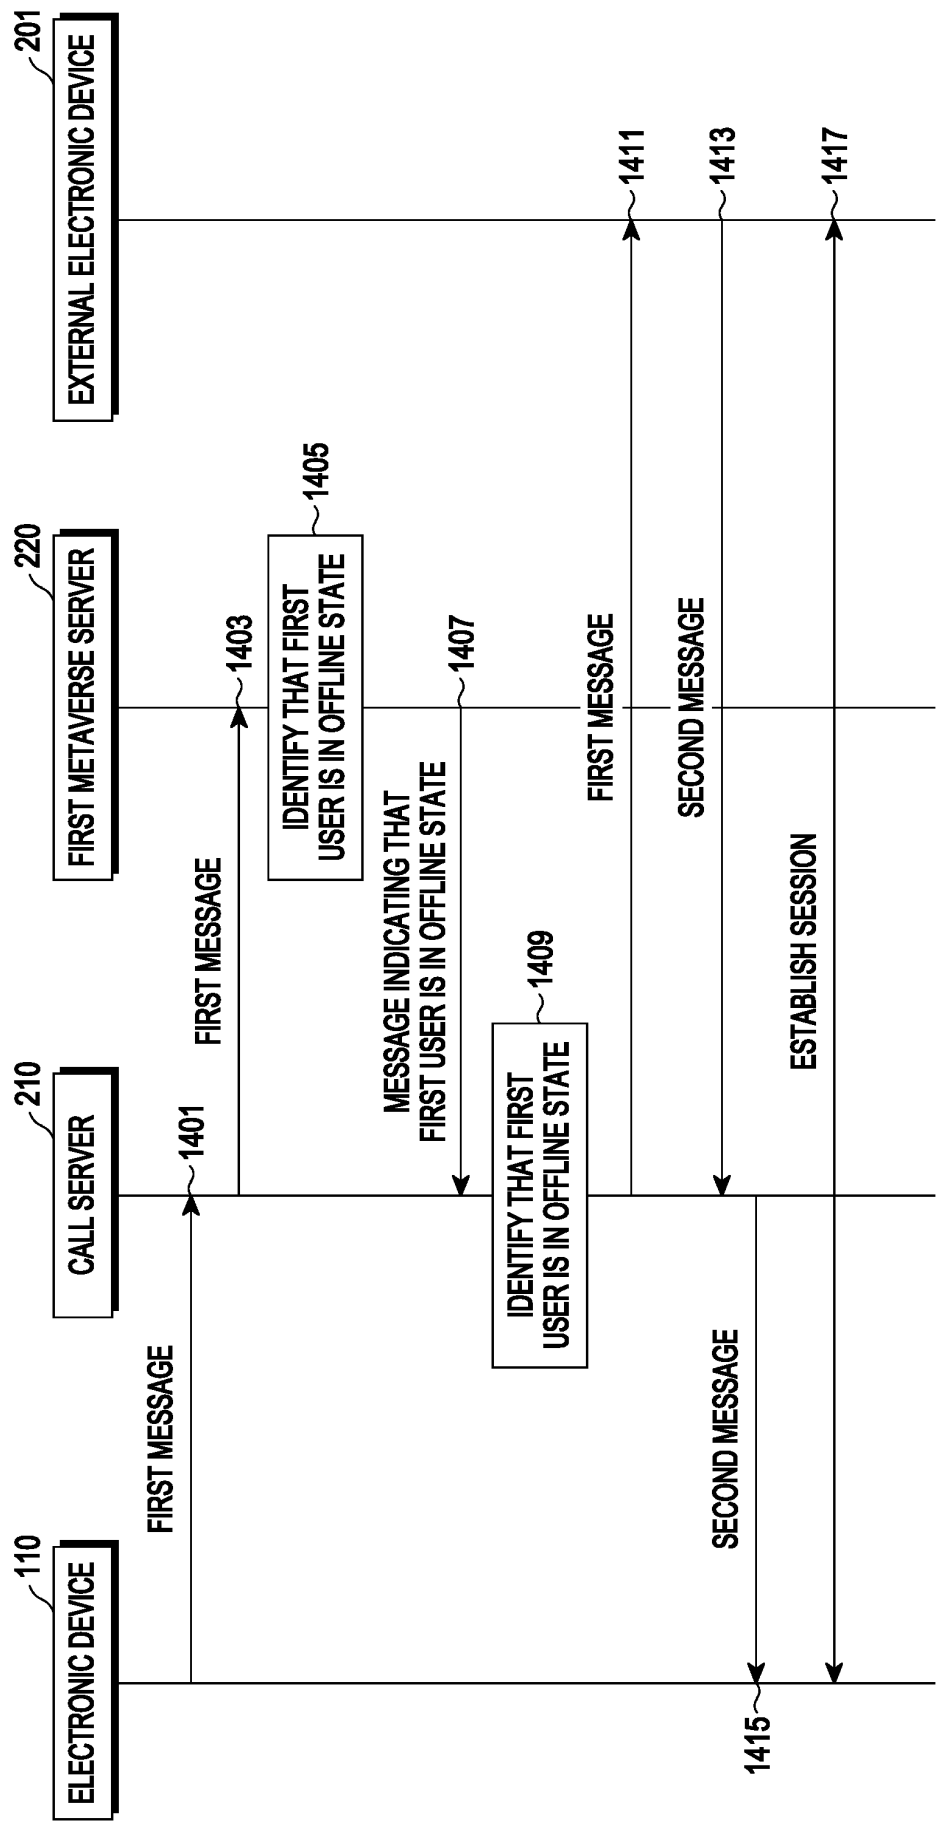 110
210
220
201
ELECTRONIC DEVICE
CALL SERVER
FIRST METAVERSE SERVER
EXTERNAL ELECTRONIC DEVICE
FIRST MESSAGE
1401
FIRST MESSAGE
1403
IDENTIFY THAT FIRST
USER IS IN OFFLINE STATE
1405
MESSAGE INDICATING THAT
FIRST USER IS IN OFFLINE STATE
1407
IDENTIFY THAT FIRST
USER IS IN OFFLINE STATE
1409
FIRST MESSAGE
1411
SECOND MESSAGE
1413
SECOND MESSAGE
1415
ESTABLISH SESSION
1417